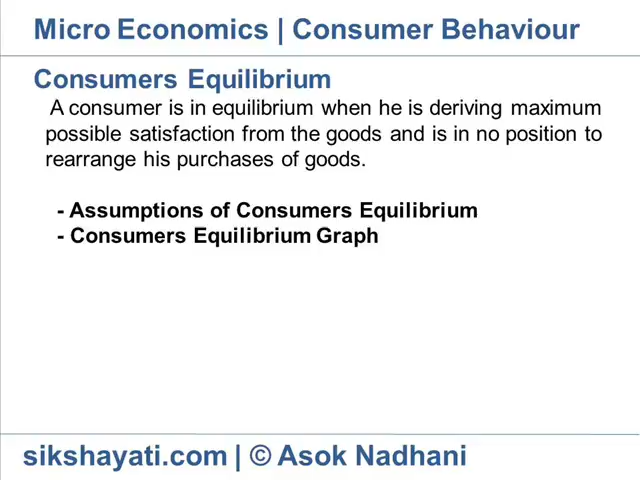 Micro Economics | Consumer Behaviour
Consumers Equilibrium
A consumer is in equilibrium when he is deriving maximum
possible satisfaction from the goods and is in no position to
rearrange his purchases of goods.
- Assumptions of Consumers Equilibrium
- Consumers Equilibrium Graph
sikshayati.com | © Asok Nadhani